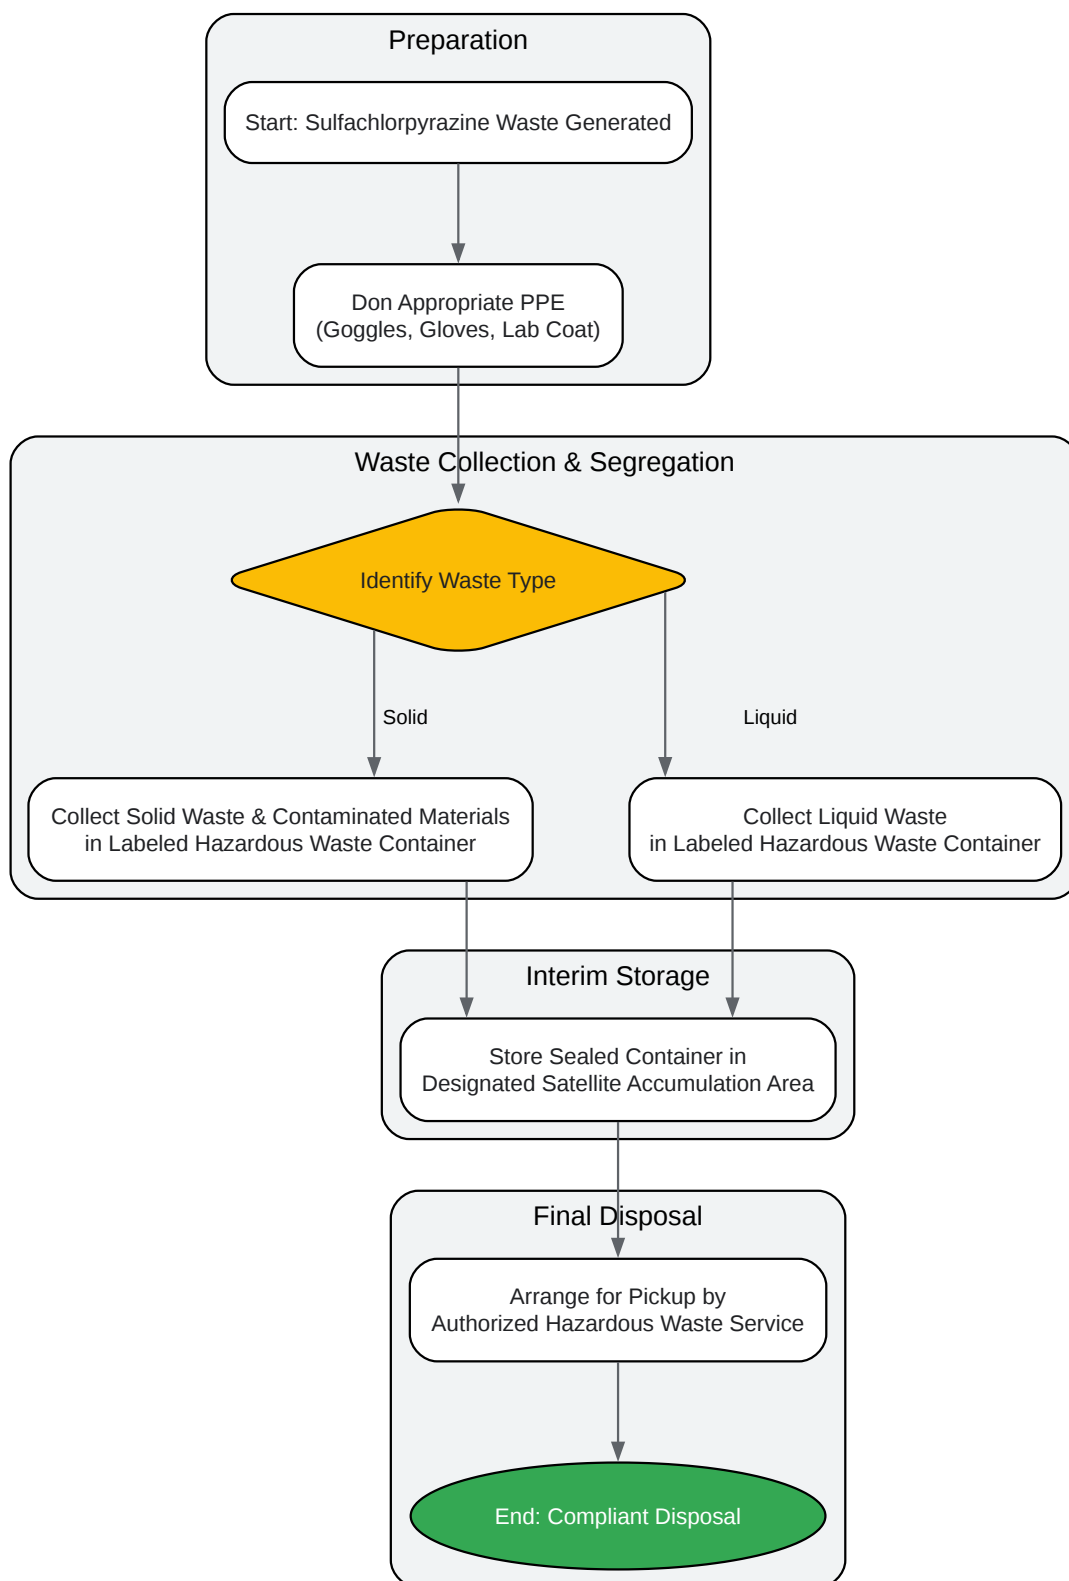 Preparation
Start: Sulfachlorpyrazine Waste Generated
Don Appropriate PPE
(Goggles, Gloves, Lab Coat)
Waste Collection & Segregation
Identify Waste Type
Solid
Liquid
Collect Solid Waste & Contaminated Materials
in Labeled Hazardous Waste Container
Collect Liquid Waste
in Labeled Hazardous Waste Container
Interim Storage
Store Sealed Container in
Designated Satellite Accumulation Area
Final Disposal
Arrange for Pickup by
Authorized Hazardous Waste Service
End: Compliant Disposal